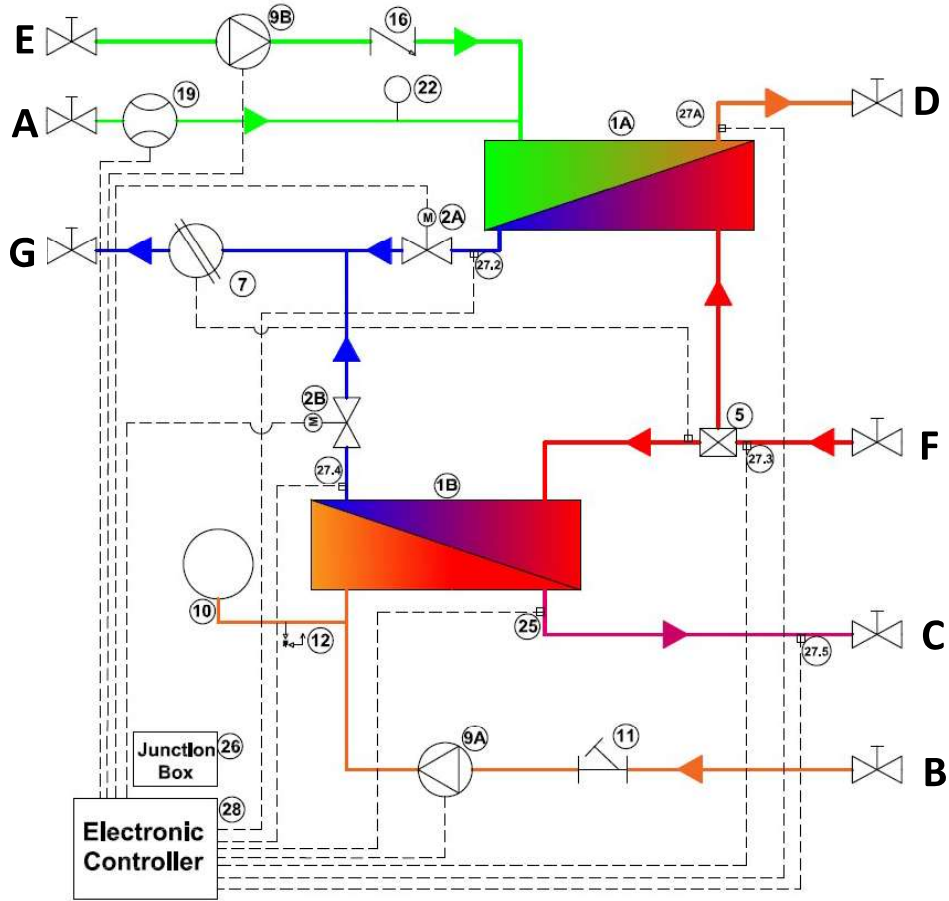 E
9B
16
A
19
22
1A
27A
D
G
7
M
2A
27.2
2B
M
27.4
1B
5
F
27.3
10
12
25
C
27.5
Junction
Box
26
9A
11
B
28
Electronic
Controller